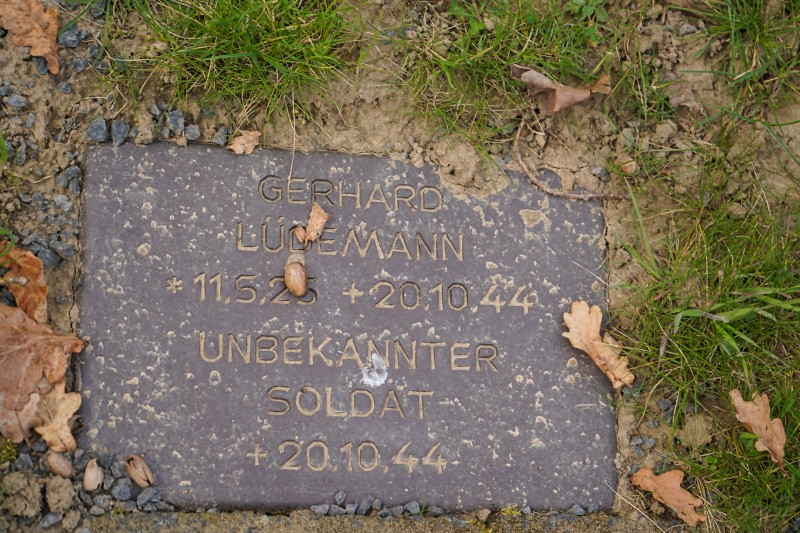 GERHARD
LÜDEMANN
*11.5.25 +20.10.44
UNBEKANNTER
SOLDAT
+20.10.44